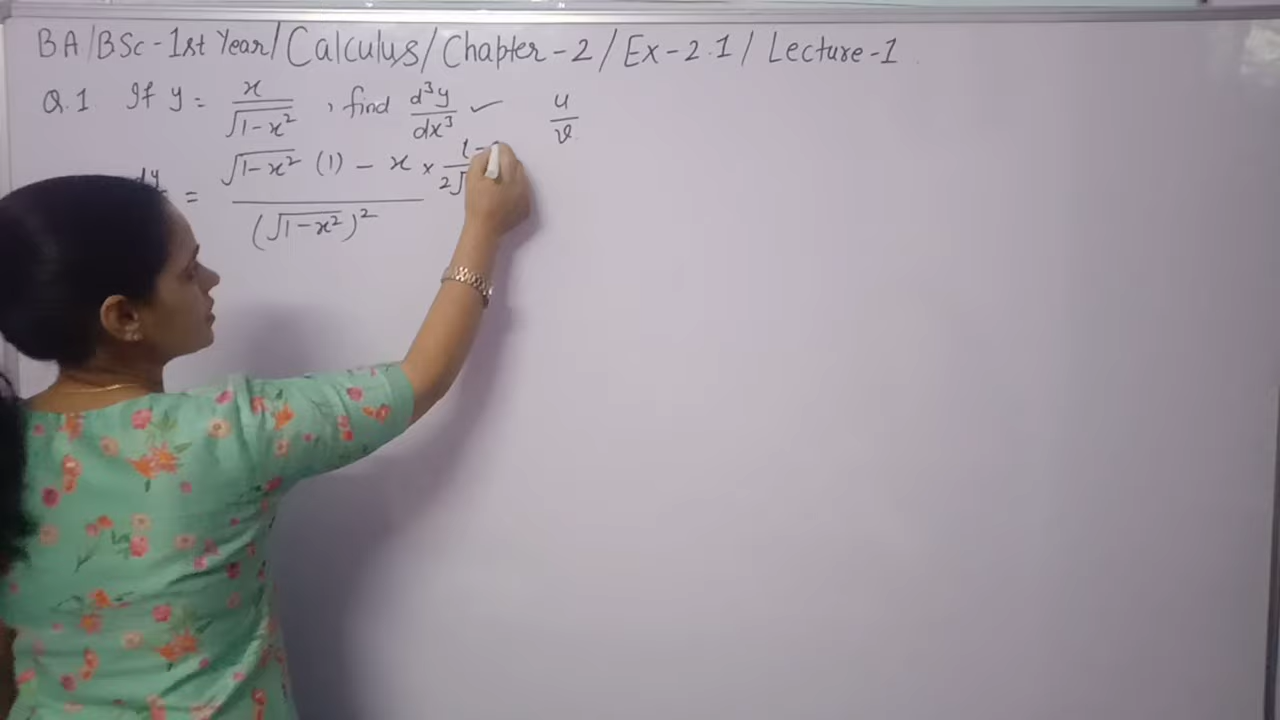 BA/BSc-1st Year/Calculus/Chapter-2/Ex-2.1/Lecture-1
Q.1 If y = x/√(1-x²), find d³y/dx³ ✓ u/v
dy = (√(1-x²) (1) - x ×
(√(1-x²))²